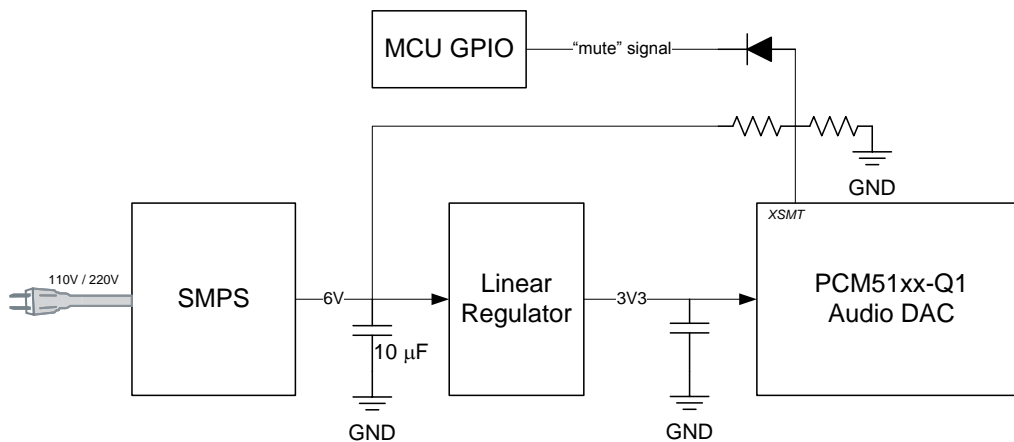 MCU GPIO
“mute” signal
GND
XSMT
110V / 220V
SMPS
6V
Linear
Regulator
3V3
PCM51xx-Q1
Audio DAC
10 μF
GND
GND